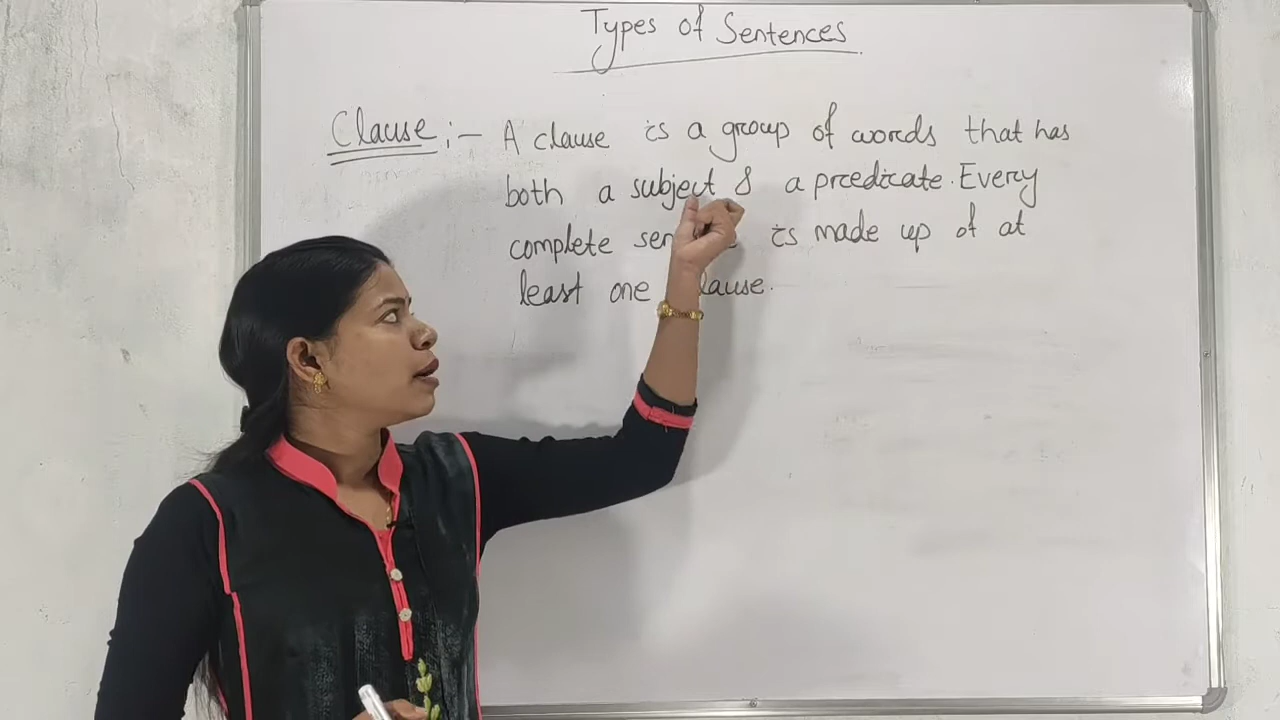 Types of Sentences
Clause :- A clause is a group of words that has
both a subject & a predicate. Every
complete sen is made up of at
least one lause.